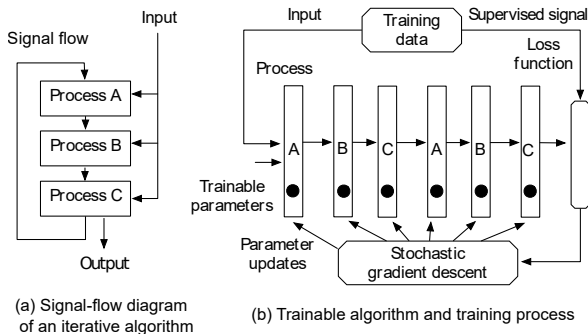 Input
Signal flow
Process A
Process B
Process C
Output
(a) Signal-flow diagram
of an iterative algorithm
Input
Training
data
Supervised signal
Loss
function
Process
A
B
C
A
B
C
Trainable
parameters
Parameter
updates
Stochastic
gradient descent
(b) Trainable algorithm and training process